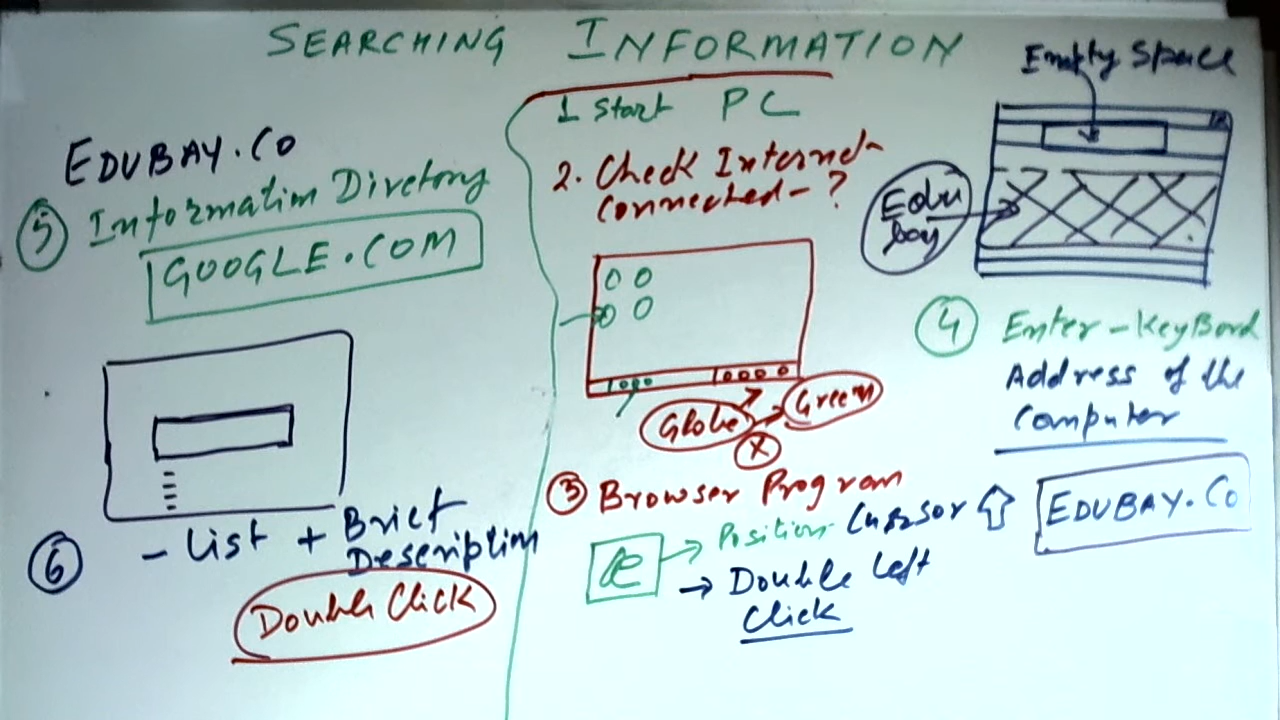 SEARCHING INFORMATION
1 Start PC
2. Check Internet
Connected- ?
Globe
Green
X
3 Browser Program
e
Position Cursor
→ Double Left
Click
Empty Space
Edu
bay
4 Enter - KeyBord
Address of the
Computer
EDUBAY.CO
EDUBAY.CO
5 Information Diretory
GOOGLE.COM
6 - List + Brief
Description
Double Click